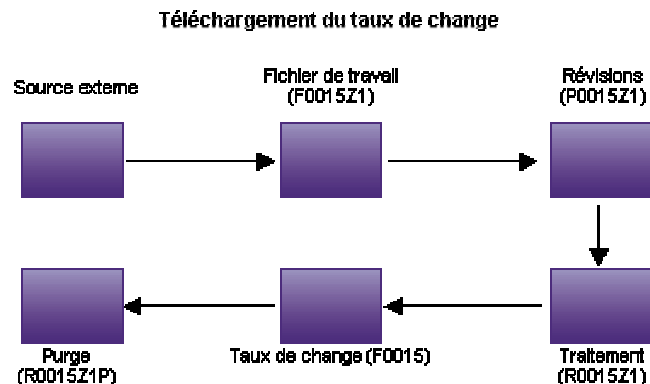 Téléchargement du taux de change
Source externe
Fichier de travail
(F0015Z1)
Révisions
(P0015Z1)
Purge
(R0015Z1P)
Taux de change (F0015)
Traitement
(R0015Z1)